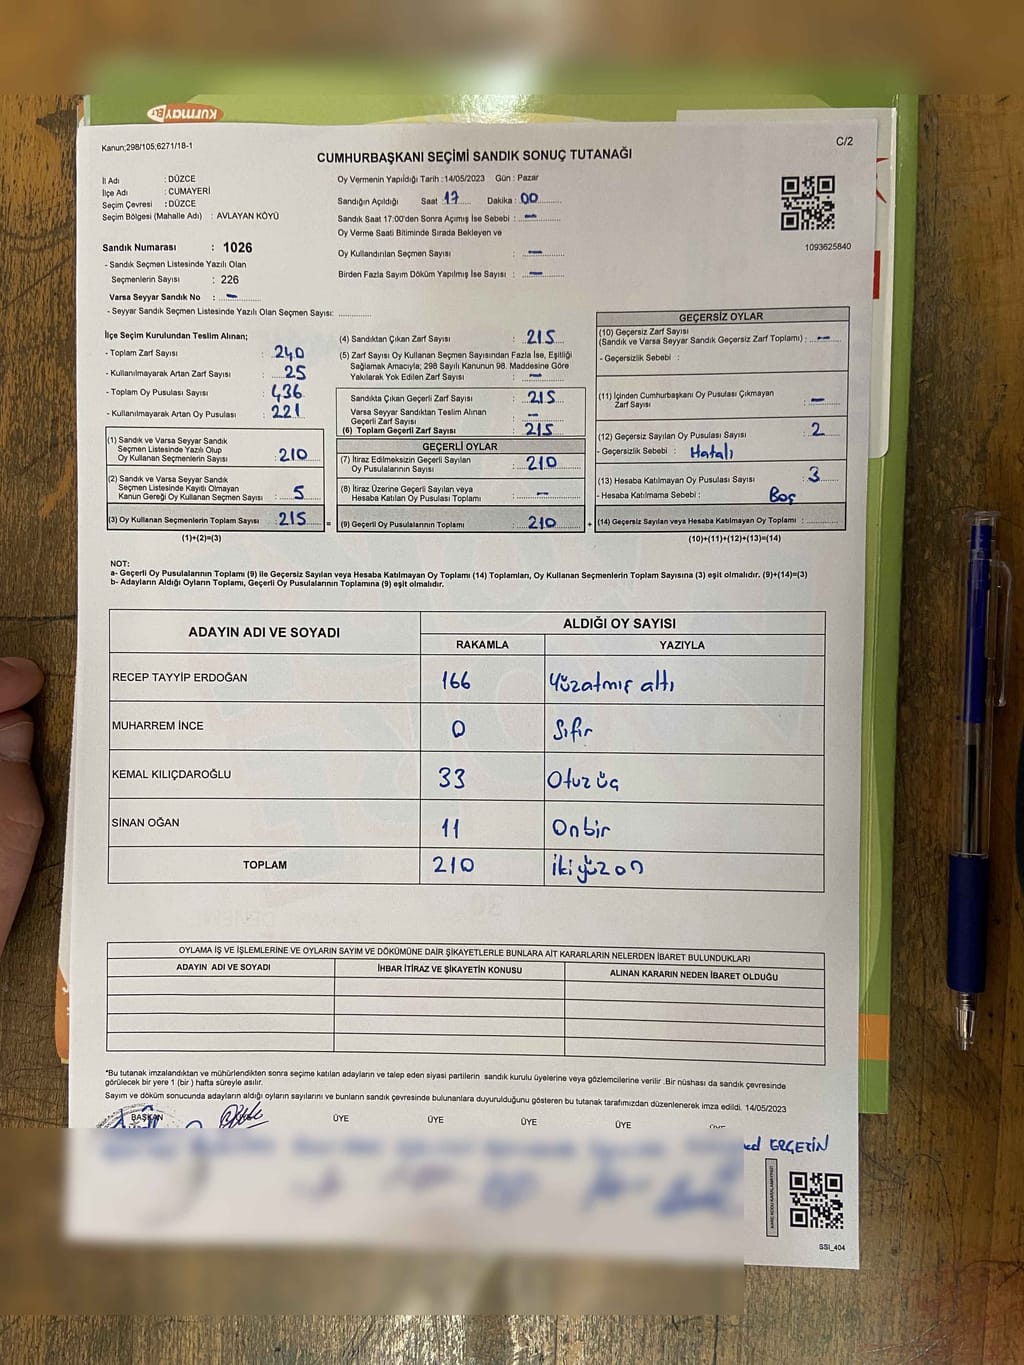 KURMAYEt
Kanun;298/105;6271/18-1
C/2
CUMHURBAŞKANI SEÇİMİ SANDIK SONUÇ TUTANAĞI
İl Adı : DÜZCE
İlçe Adı : CUMAYERİ
Seçim Çevresi : DÜZCE
Seçim Bölgesi (Mahalle Adı) : AVLAYAN KÖYÜ
Sandık Numarası : 1026
- Sandık Seçmen Listesinde Yazılı Olan
Seçmenlerin Sayısı : 226
Varsa Seyyar Sandık No : -
- Seyyar Sandık Seçmen Listesinde Yazılı Olan Seçmen Sayısı:
Oy Vermenin Yapıldığı Tarih : 14/05/2023 Gün : Pazar
Sandığın Açıldığı Saat 17 Dakika : 00
Sandık Saat 17:00'den Sonra Açımış İse Sebebi : -
Oy Verme Saati Bitiminde Sırada Bekleyen ve
Oy Kullandırılan Seçmen Sayısı : -
Birden Fazla Sayım Döküm Yapılmış İse Sayısı : -
1093625840
İlçe Seçim Kurulundan Teslim Alınan;
- Toplam Zarf Sayısı : 240
- Kullanılmayarak Artan Zarf Sayısı : 25
- Toplam Oy Pusulası Sayısı : 436
- Kullanılmayarak Artan Oy Pusulası : 221
(1) Sandık ve Varsa Seyyar Sandık
Seçmen Listesinde Yazılı Olup
Oy Kullanan Seçmenlerin Sayısı : 210
(2) Sandık ve Varsa Seyyar Sandık
Seçmen Listesinde Kayıtlı Olmayan
Kanun Gereği Oy Kullanan Seçmen Sayısı : 5
(3) Oy Kullanan Seçmenlerin Toplam Sayısı : 215 =
(1)+(2)=(3)
(4) Sandıktan Çıkan Zarf Sayısı : 215
(5) Zarf Sayısı Oy Kullanan Seçmen Sayısından Fazla İse, Eşitliği
Sağlamak Amacıyla; 298 Sayılı Kanunun 98. Maddesine Göre
Yakılarak Yok Edilen Zarf Sayısı : -
Sandıkta Çıkan Geçerli Zarf Sayısı : 215
Varsa Seyyar Sandıktan Teslim Alınan
Geçerli Zarf Sayısı : -
(6) Toplam Geçerli Zarf Sayısı : 215
GEÇERLİ OYLAR
(7) İtiraz Edilmeksizin Geçerli Sayılan
Oy Pusulalarının Sayısı : 210
(8) İtiraz Üzerine Geçerli Sayılan veya
Hesaba Katılan Oy Pusulası Toplamı : -
(9) Geçerli Oy Pusulalarının Toplamı : 210 +
GEÇERSİZ OYLAR
(10) Geçersiz Zarf Sayısı
(Sandık ve Varsa Seyyar Sandık Geçersiz Zarf Toplamı) : -
- Geçersizlik Sebebi :
(11) İçinden Cumhurbaşkanı Oy Pusulası Çıkmayan
Zarf Sayısı : -
(12) Geçersiz Sayılan Oy Pusulası Sayısı : 2
- Geçersizlik Sebebi : Hatalı
(13) Hesaba Katılmayan Oy Pusulası Sayısı : 3
- Hesaba Katılmama Sebebi : Boş
(14) Geçersiz Sayılan veya Hesaba Katılmayan Oy Toplamı :
(10)+(11)+(12)+(13)=(14)
NOT:
a- Geçerli Oy Pusulalarının Toplamı (9) ile Geçersiz Sayılan veya Hesaba Katılmayan Oy Toplamı (14) Toplamları, Oy Kullanan Seçmenlerin Toplam Sayısına (3) eşit olmalıdır. (9)+(14)=(3)
b- Adayların Aldığı Oyların Toplamı, Geçerli Oy Pusulalarının Toplamına (9) eşit olmalıdır.
ADAYIN ADI VE SOYADI ALDIĞI OY SAYISI
RAKAMLA YAZIYLA
RECEP TAYYİP ERDOĞAN 166 Yüzatmış altı
MUHARREM İNCE 0 Sıfır
KEMAL KILIÇDAROĞLU 33 Otuz üç
SİNAN OĞAN 11 Onbir
TOPLAM 210 İkiyüzon
OYLAMA İŞ VE İŞLEMLERİNE VE OYLARIN SAYIM VE DÖKÜMÜNE DAİR ŞİKAYETLERLE BUNLARA AİT KARARLARIN NELERDEN İBARET BULUNDUKLARI
ADAYIN ADI VE SOYADI İHBAR İTİRAZ VE ŞİKAYETİN KONUSU ALINAN KARARIN NEDEN İBARET OLDUĞU
*Bu tutanak imzalandıktan ve mühürlendikten sonra seçime katılan adayların ve talep eden siyasi partilerin sandık kurulu üyelerine veya gözlemcilerine verilir .Bir nüshası da sandık çevresinde
görülecek bir yere 1 (bir ) hafta süreyle asılır.
Sayım ve döküm sonucunda adayların aldığı oyların sayılarını ve bunların sandık çevresinde bulunanlara duyurulduğunu gösteren bu tutanak tarafımızdan düzenlenerek imza edildi. 14/05/2023
BAŞKAN ÜYE ÜYE ÜYE ÜYE
ERGEZİN
SSI_404